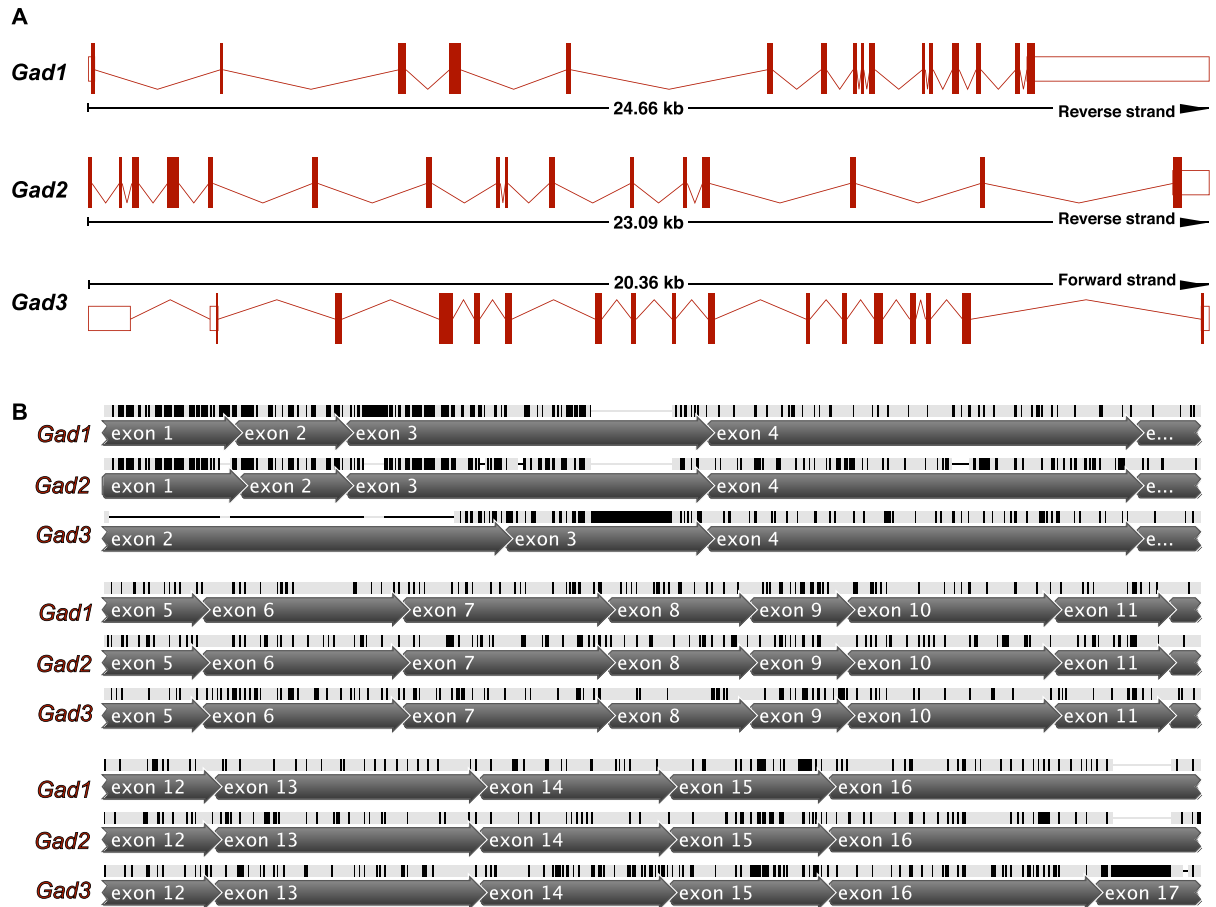 A
Gad1
24.66 kb
Reverse strand
Gad2
23.09 kb
Reverse strand
20.36 kb
Forward strand
Gad3
B
Gad1 exon 1 exon 2 exon 3 exon 4 e...
Gad2 exon 1 exon 2 exon 3 exon 4 e...
Gad3 exon 2 exon 3 exon 4 e...
Gad1 exon 5 exon 6 exon 7 exon 8 exon 9 exon 10 exon 11
Gad2 exon 5 exon 6 exon 7 exon 8 exon 9 exon 10 exon 11
Gad3 exon 5 exon 6 exon 7 exon 8 exon 9 exon 10 exon 11
Gad1 exon 12 exon 13 exon 14 exon 15 exon 16
Gad2 exon 12 exon 13 exon 14 exon 15 exon 16
Gad3 exon 12 exon 13 exon 14 exon 15 exon 16 exon 17